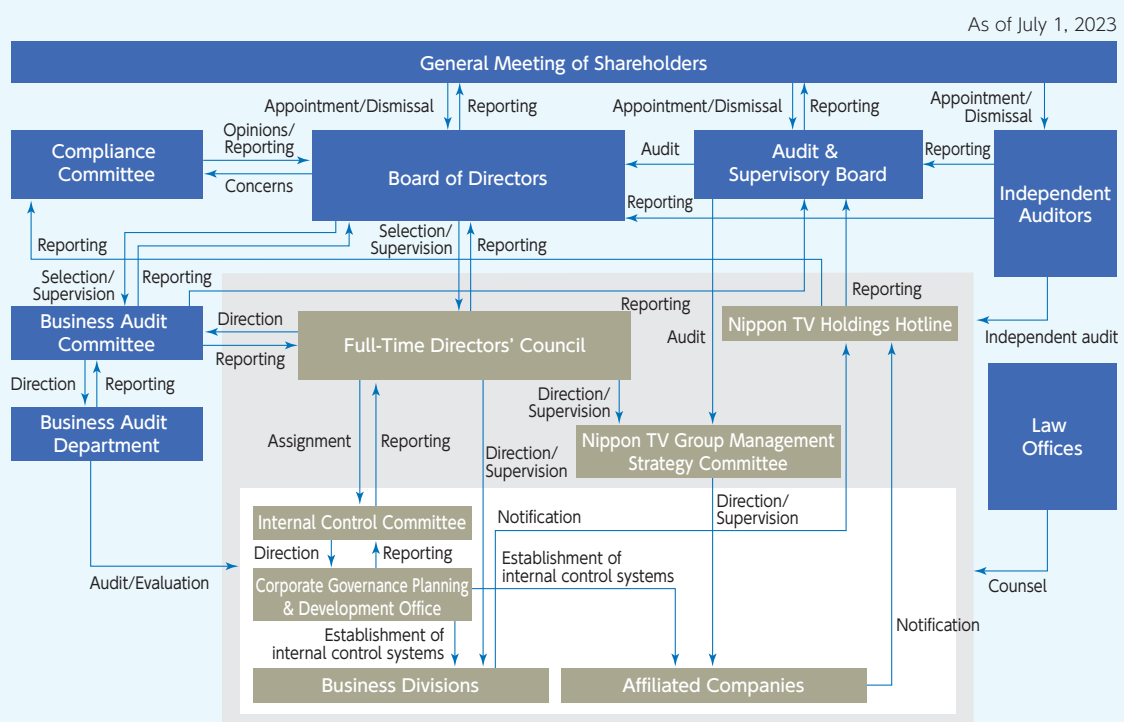 As of July 1, 2023
General Meeting of Shareholders
Appointment/Dismissal
Reporting
Appointment/Dismissal
Reporting
Appointment/
Dismissal
Compliance
Committee
Opinions/
Reporting
Concerns
Board of Directors
Audit
Audit &
Supervisory Board
Reporting
Reporting
Independent
Auditors
Reporting
Selection/
Supervision
Reporting
Selection/
Supervision
Reporting
Reporting
Reporting
Business Audit
Committee
Direction
Reporting
Full-Time Directors' Council
Audit
Nippon TV Holdings Hotline
Independent audit
Direction
Reporting
Business Audit
Department
Assignment
Reporting
Direction/
Supervision
Direction/
Supervision
Nippon TV Group Management
Strategy Committee
Law
Offices
Internal Control Committee
Notification
Direction/
Supervision
Direction
Reporting
Establishment of
internal control systems
Audit/Evaluation
Corporate Governance Planning
& Development Office
Counsel
Establishment of
internal control systems
Notification
Business Divisions
Affiliated Companies